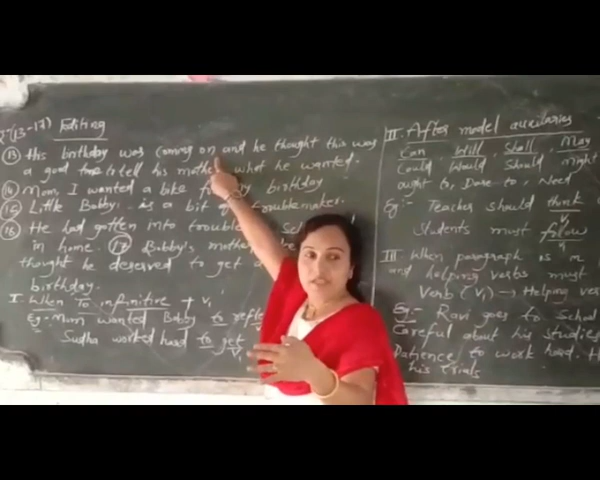 Q-(13-17) Editing
(13) His birthday was coming on and he thought this was
a good time to tell his mother what he wanted.
(14) Mom, I wanted a bike birthday
(15) Little Bobby is a bit of troublemaker.
(16) He had gotten into trouble
in home. (17) Bobby's mother
thought he deserved to get a
birthday.
I When To infinitive + V₁
Eg:- Mom wanted Baby to refle
Sudha worked hard to get
V₁
II. After model auxiliaries
Can, Will, Shall, May
Could Would Should might
ought to, Dare to, Need
Eg:- Teacher should think
V₁
Students must follow
V₁
III When paragraph is in
and helping verbs must
Verb (V₁) → Helping ver
Eg:- Ravi goes to School
Careful about his studies
Patience to work hard. H
his trials